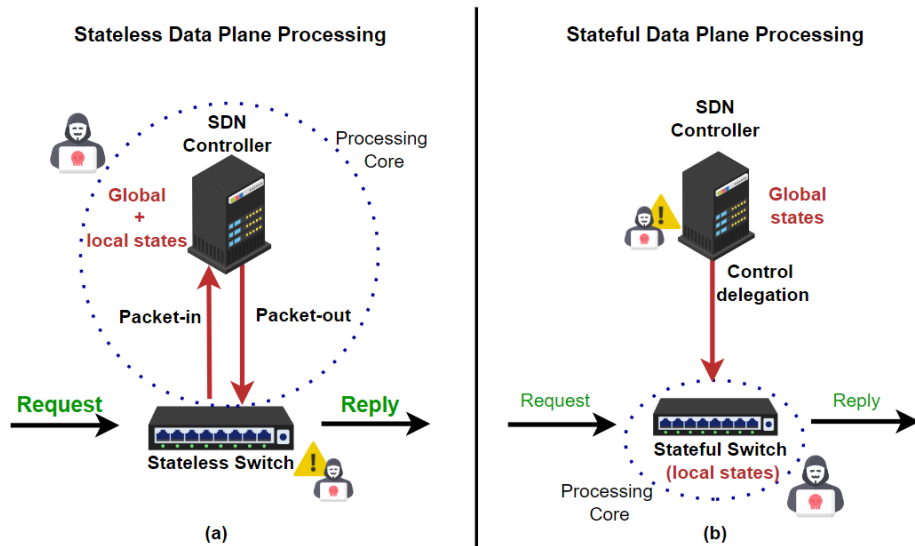 Stateless Data Plane Processing
SDN
Controller
Processing
Core
Global
+
local states
Packet-in
Packet-out
Request
Reply
Stateless Switch
(a)
Stateful Data Plane Processing
SDN
Controller
Global
states
Control
delegation
Request
Reply
Stateful Switch
(local states)
Processing
Core
(b)